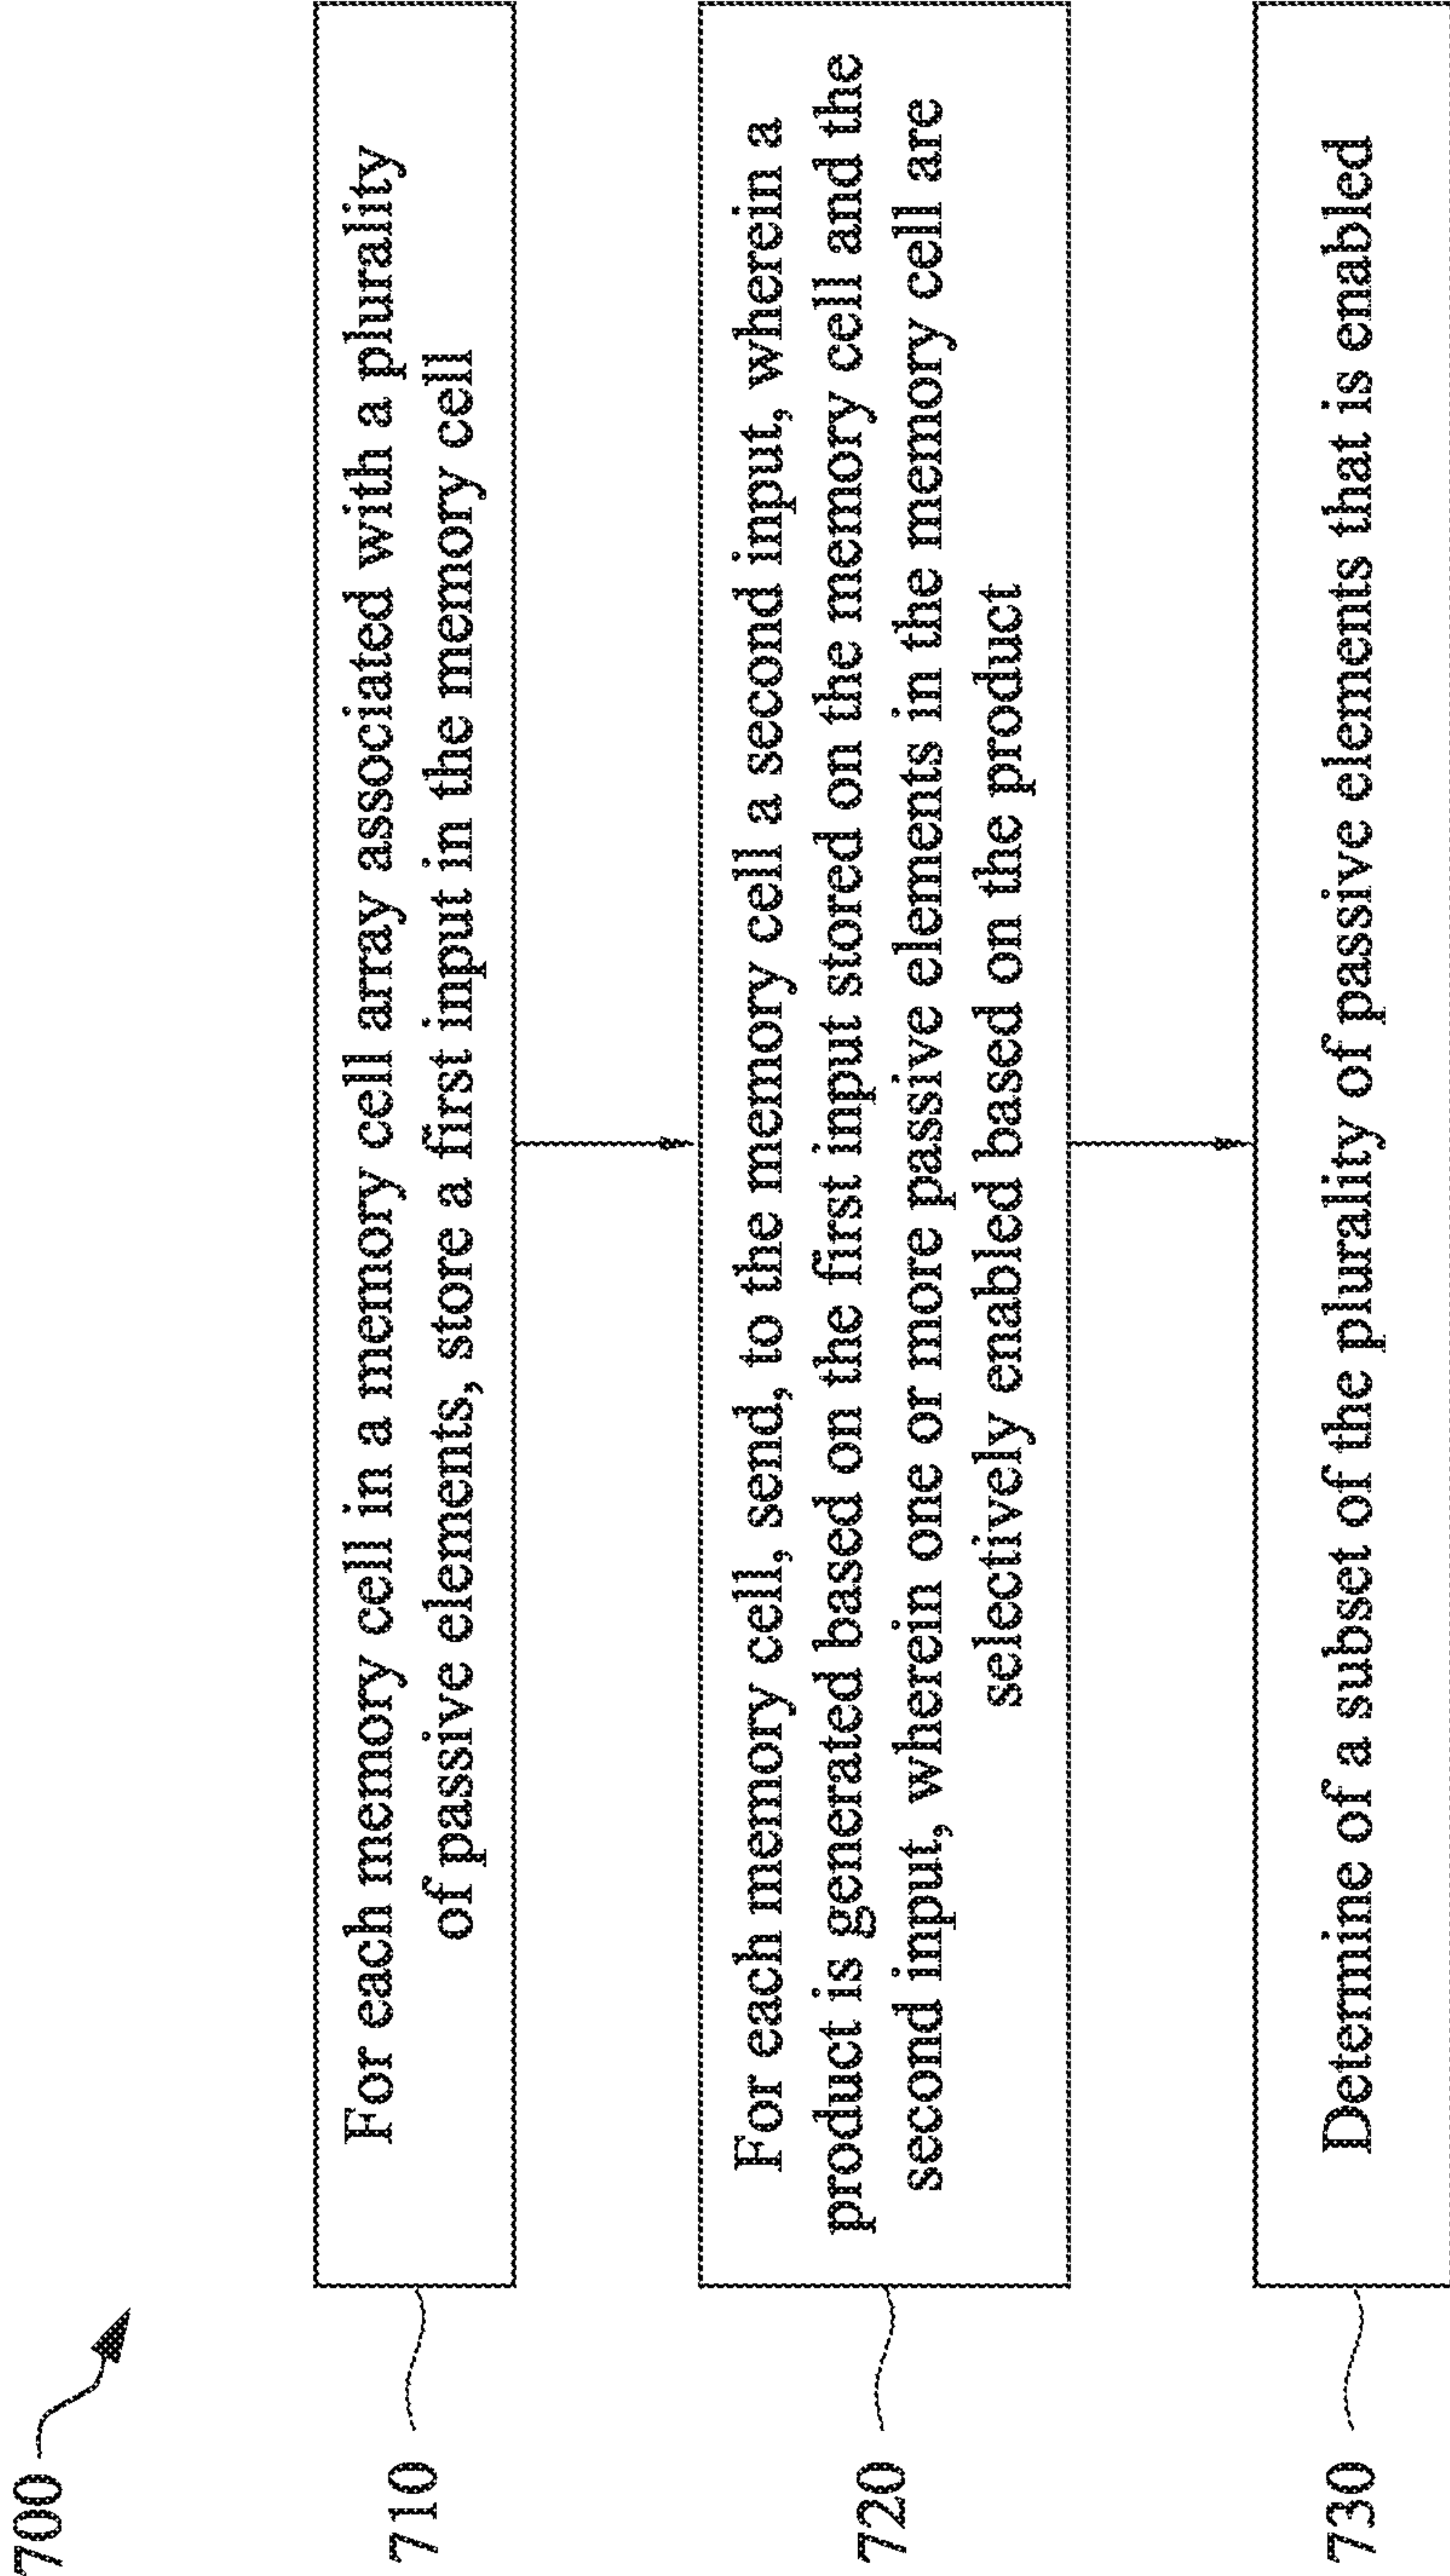 700
710
For each memory cell in a memory cell array associated with a plurality
of passive elements, store a first input in the memory cell
720
For each memory cell, send, to the memory cell a second input, wherein a
product is generated based on the first input stored on the memory cell and the
second input, wherein one or more passive elements in the memory cell are
selectively enabled based on the product
730
Determine of a subset of the plurality of passive elements that is enabled